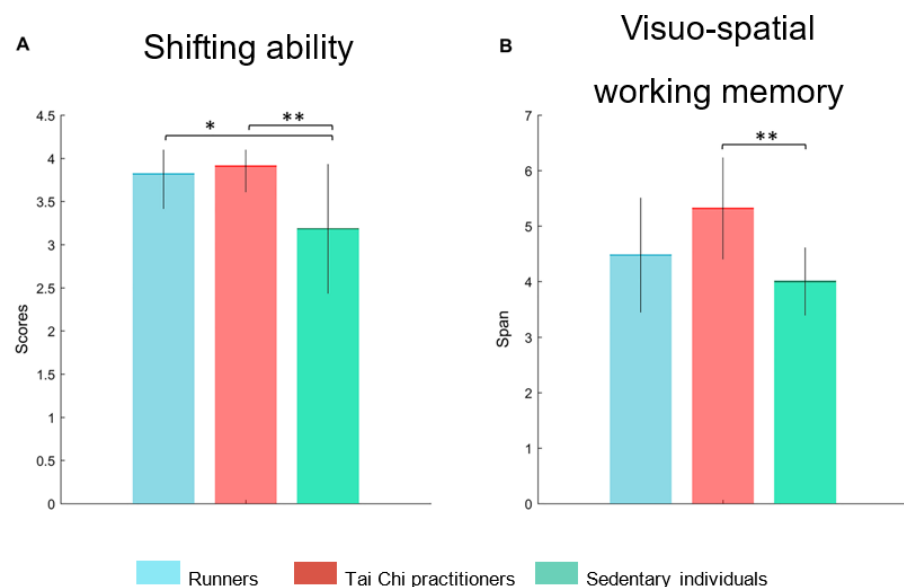 A
Shifting ability
4.5
4
3.5
3
2.5
2
1.5
1
0.5
0
Scores
*
**
B
Visuo-spatial
working memory
7
6
5
4
3
2
1
0
Span
**
Runners
Tai Chi practitioners
Sedentary individuals